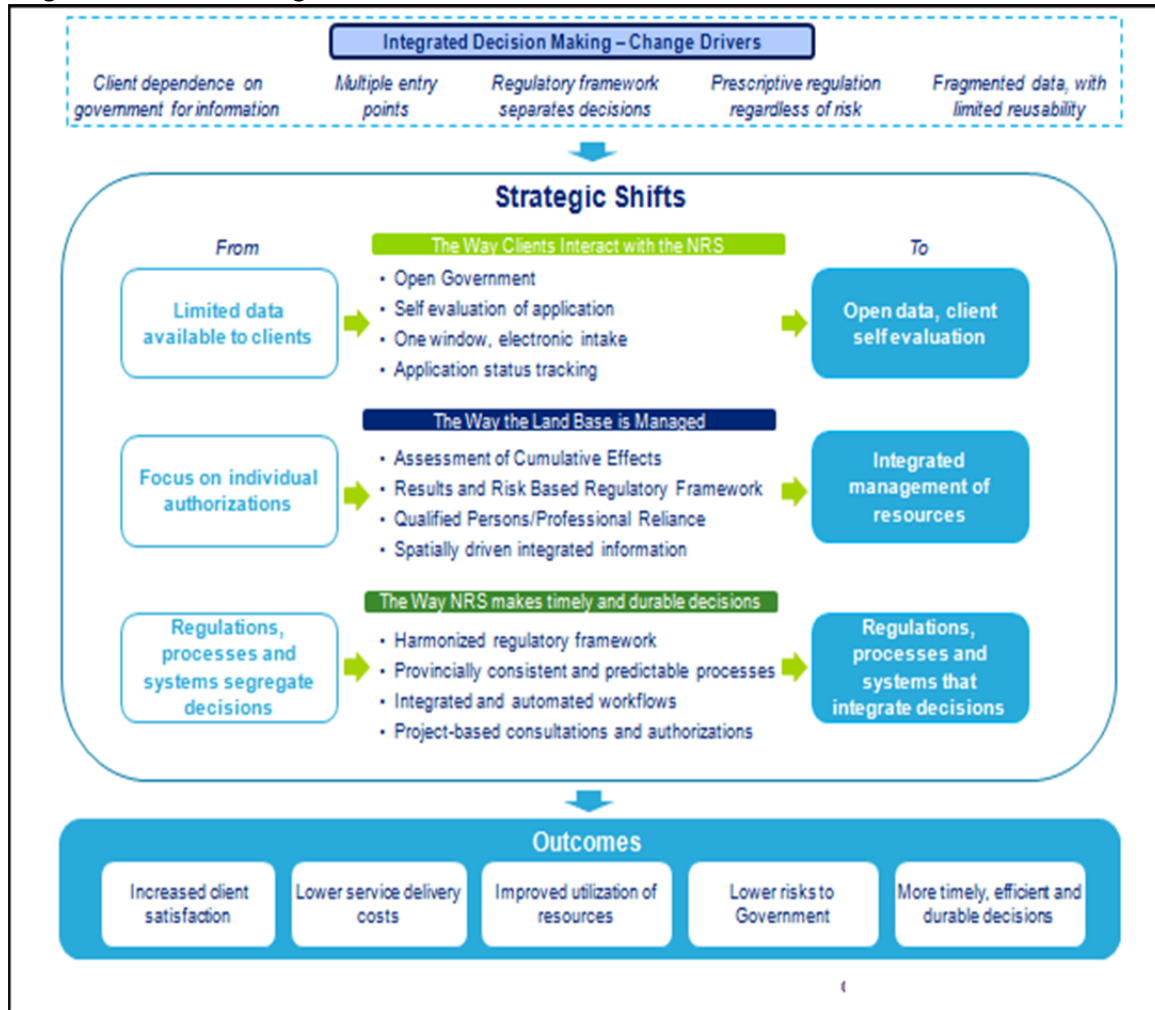 Integrated Decision Making – Change Drivers
Client dependence on
government for information
Multiple entry
points
Regulatory framework
separates decisions
Prescriptive regulation
regardless of risk
Fragmented data, with
limited reusability
Strategic Shifts
From
The Way Clients Interact with the NRS
To
Limited data
available to clients
• Open Government
• Self evaluation of application
• One window, electronic intake
• Application status tracking
Open data, client
self evaluation
The Way the Land Base is Managed
Focus on individual
authorizations
• Assessment of Cumulative Effects
• Results and Risk Based Regulatory Framework
• Qualified Persons/Professional Reliance
• Spatially driven integrated information
Integrated
management of
resources
The Way NRS makes timely and durable decisions
Regulations,
processes and
systems segregate
decisions
• Harmonized regulatory framework
• Provincially consistent and predictable processes
• Integrated and automated workflows
• Project-based consultations and authorizations
Regulations,
processes and
systems that
integrate decisions
Outcomes
Increased client
satisfaction
Lower service delivery
costs
Improved utilization of
resources
Lower risks to
Government
More timely, efficient and
durable decisions